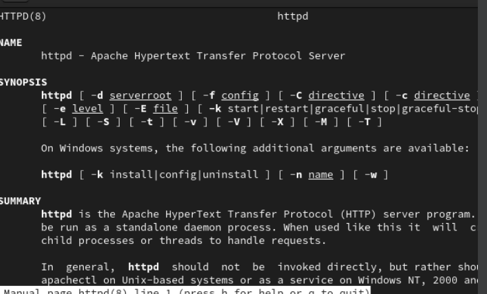 HTTPD(8) httpd
NAME
httpd - Apache Hypertext Transfer Protocol Server
SYNOPSIS
httpd [ -d serverroot ] [ -f config ] [ -C directive ] [ -c directive
[ -e level ] [ -E file ] [ -k start|restart|graceful|stop|graceful-stop
[ -L ] [ -S ] [ -t ] [ -v ] [ -V ] [ -X ] [ -M ] [ -T ]
On Windows systems, the following additional arguments are available:
httpd [ -k install|config|uninstall ] [ -n name ] [ -w ]
SUMMARY
httpd is the Apache HyperText Transfer Protocol (HTTP) server program.
be run as a standalone daemon process. When used like this it will c
child processes or threads to handle requests.
In general, httpd should not be invoked directly, but rather shou
apachectl on Unix-based systems or as a service on Windows NT, 2000 an
Manual page httpd(8) line 1 (press h for help or q to quit)